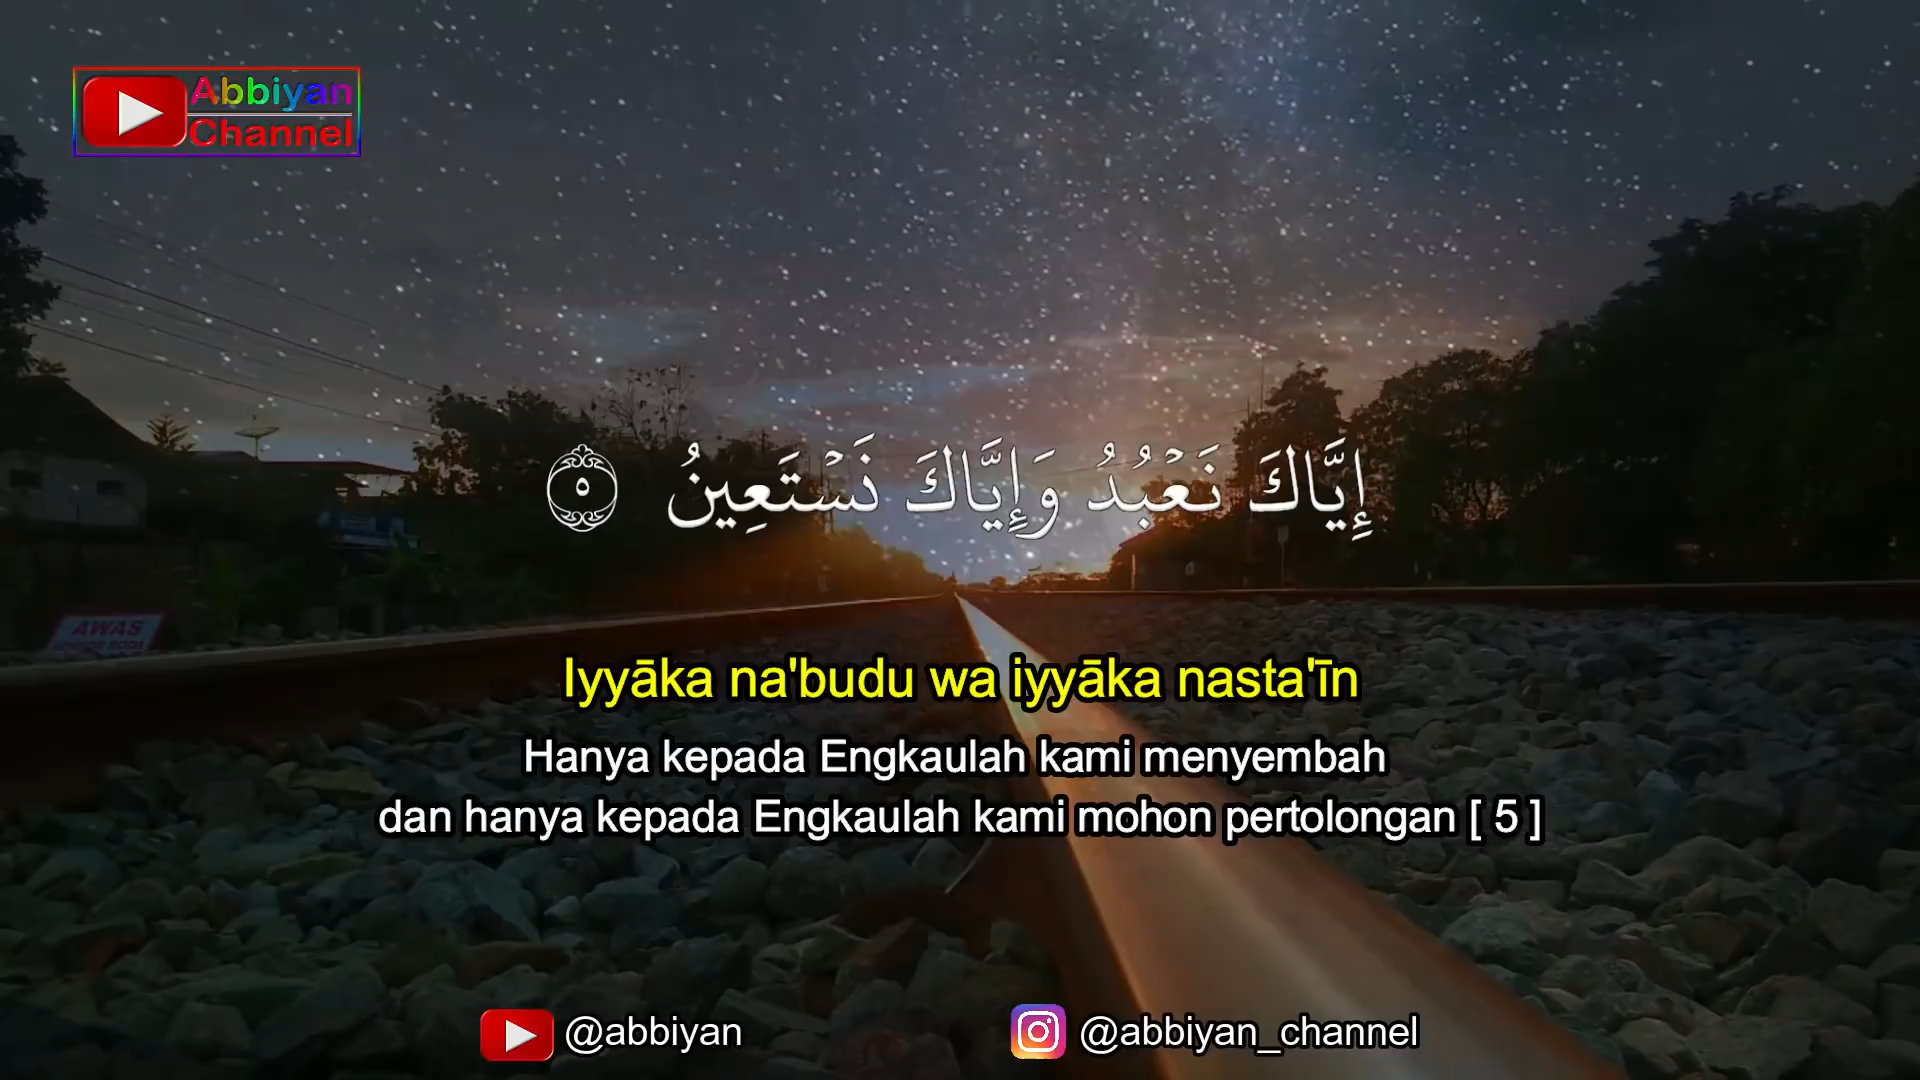 Abbiyan
Channel
إِيَّاكَ نَعْبُدُ وَإِيَّاكَ نَسْتَعِينُ ٥
AWAS
Iyyāka na'budu wa iyyāka nasta'īn
Hanya kepada Engkaulah kami menyembah
dan hanya kepada Engkaulah kami mohon pertolongan [ 5 ]
@abbiyan
@abbiyan_channel